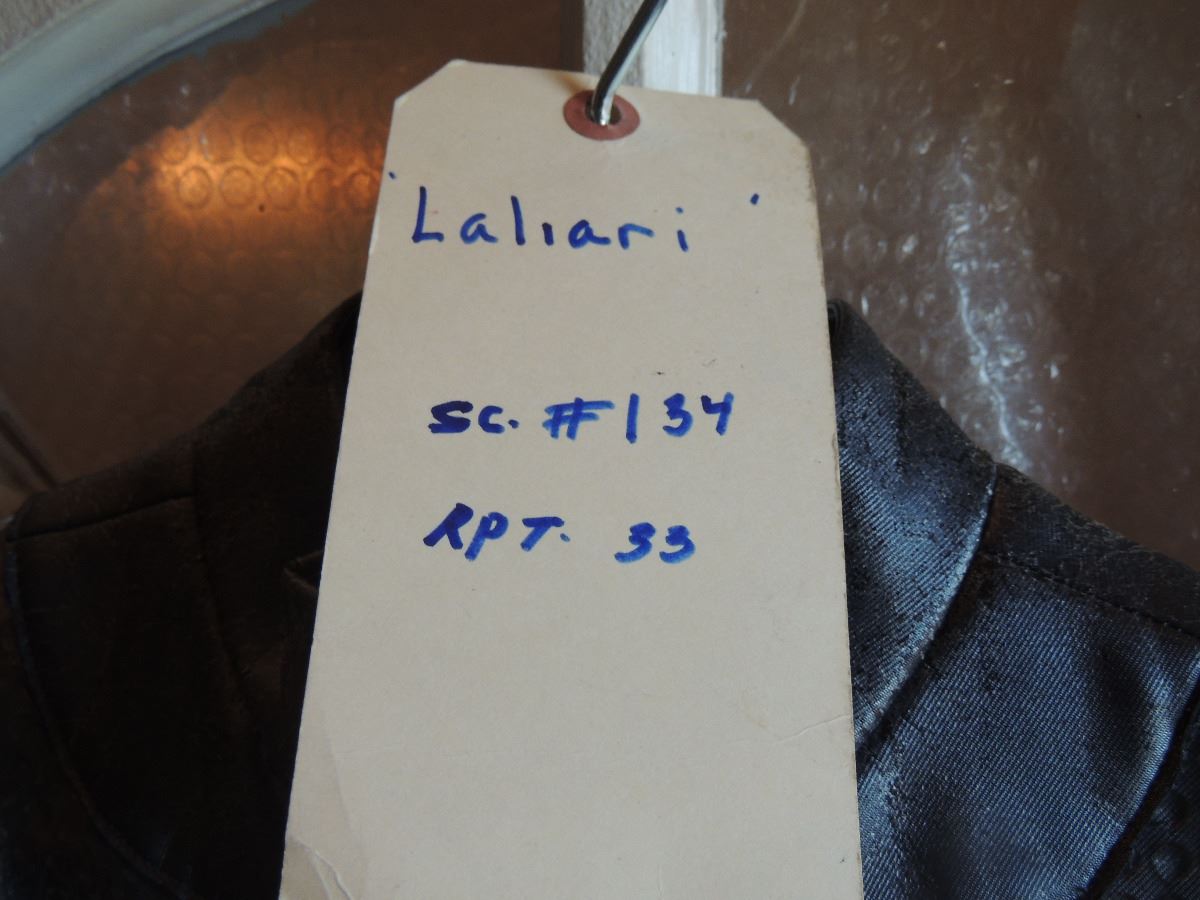 'Laliari'
SC. #134
RPT. 33